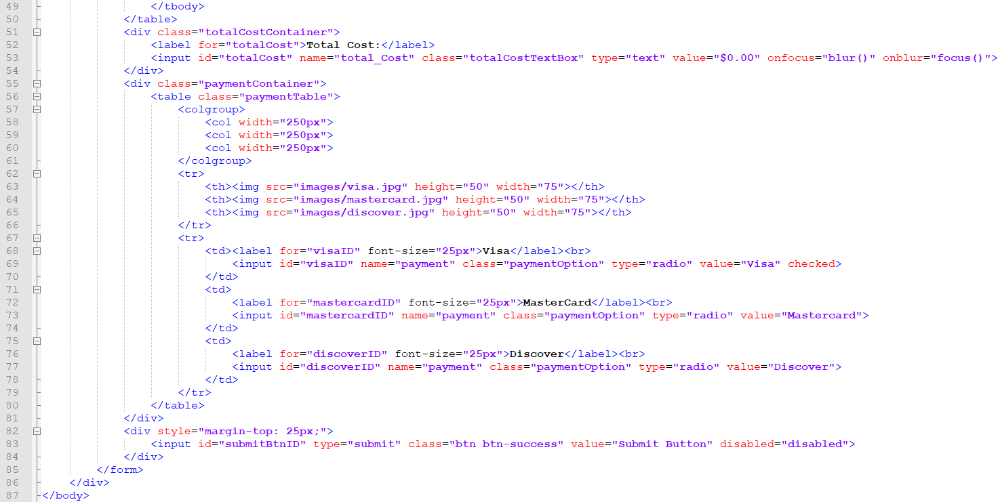 49 </tbody>
50 </table>
51 <div class="totalCostContainer">
52 <label for="totalCost">Total Cost:</label>
53 <input id="totalCost" name="total_Cost" class="totalCostTextBox" type="text" value="$0.00" onfocus="blur()" onblur="focus()">
54 </div>
55 <div class="paymentContainer">
56 <table class="paymentTable">
57 <colgroup>
58 <col width="250px">
59 <col width="250px">
60 <col width="250px">
61 </colgroup>
62 <tr>
63 <th><img src="images/visa.jpg" height="50" width="75"></th>
64 <th><img src="images/mastercard.jpg" height="50" width="75"></th>
65 <th><img src="images/discover.jpg" height="50" width="75"></th>
66 </tr>
67 <tr>
68 <td><label for="visaID" font-size="25px">Visa</label><br>
69 <input id="visaID" name="payment" class="paymentOption" type="radio" value="Visa" checked>
70 </td>
71 <td>
72 <label for="mastercardID" font-size="25px">MasterCard</label><br>
73 <input id="mastercardID" name="payment" class="paymentOption" type="radio" value="Mastercard">
74 </td>
75 <td>
76 <label for="discoverID" font-size="25px">Discover</label><br>
77 <input id="discoverID" name="payment" class="paymentOption" type="radio" value="Discover">
78 </td>
79 </tr>
80 </table>
81 </div>
82 <div style="margin-top: 25px;">
83 <input id="submitBtnID" type="submit" class="btn btn-success" value="Submit Button" disabled="disabled">
84 </div>
85 </form>
86 </div>
87 </body>